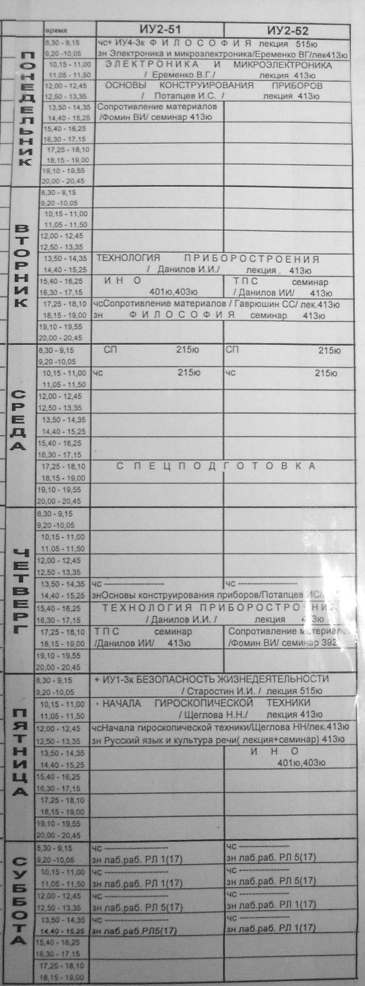 время ИУ2-51 ИУ2-52
ПОНЕДЕЛЬНИК
8,30 - 9,15 чс+ ИУ4-3к ФИЛОСОФИЯ лекция 515ю
9,20 -10,05 зн Электроника и микроэлектроника/Еременко ВГ/лек413ю
10,15 - 11,00 ЭЛЕКТРОНИКА И МИКРОЭЛЕКТРОНИКА
11,05 - 11,50 / Еременко В.Г./ лекция 413ю
12,00 - 12,45 ОСНОВЫ КОНСТРУИРОВАНИЯ ПРИБОРОВ
12,50 - 13,35 / Потапцев И.С. / лекция 413ю
13,50 - 14,35 Сопротивление материалов
14,40 - 15,25 /Фомин ВИ/ семинар 413ю
15,40 - 16,25
16,30 - 17,15
17,25 - 18,10
18,15 - 19,00
19,10 - 19,55
20,00 - 20,45
ВТОРНИК
8,30 - 9,15
9,20 -10,05
10,15 - 11,00
11,05 - 11,50
12,00 - 12,45
12,50 - 13,35
13,50 - 14,35 ТЕХНОЛОГИЯ ПРИБОРОСТРОЕНИЯ
14,40 - 15,25 / Данилов И.И./ лекция . 413ю
15,40 - 16,25 ИНО ТПС семинар
16,30 - 17,15 401ю,403ю / Данилов ИИ/ 413ю
17,25 - 18,10 чсСопротивление материалов / Гаврюшин СС/ лек.413ю
18,15 - 19,00 зн ФИЛОСОФИЯ семинар 413ю
19,10 - 19,55
20,00 - 20,45
СРЕДА
8,30 - 9,15 СП 215ю СП 215ю
9,20 -10,05
10,15 - 11,00 чс 215ю чс 215ю
11,05 - 11,50
12,00 - 12,45
12,50 - 13,35
13,50 - 14,35
14,40 - 15,25
15,40 - 16,25
16,30 - 17,15
17,25 - 18,10 СПЕЦПОДГОТОВКА
18,15 - 19,00
19,10 - 19,55
20,00 - 20,45
ЧЕТВЕРГ
8,30 - 9,15
9,20 -10,05
10,15 - 11,00
11,05 - 11,50
12,00 - 12,45
12,50 - 13,35
13,50 - 14,35 чс ------------------ чс ------------------
14,40 - 15,25 знОсновы конструирования приборов/Потапцев ИС/
15,40 - 16,25 ТЕХНОЛОГИЯ ПРИБОРОСТРО
16,30 - 17,15 / Данилов И.И. / лекция
17,25 - 18,10 ТПС семинар Сопротивление материалов
18,15 - 19,00 /Данилов ИИ/ 413ю /Фомин ВИ/ семинар 392
19,10 - 19,55
20,00 - 20,45
ПЯТНИЦА
8,30 - 9,15 + ИУ1-3к БЕЗОПАСНОСТЬ ЖИЗНЕДЕЯТЕЛЬНОСТИ
9,20 -10,05 / Старостин И.И. / лекция 515ю
10,15 - 11,00 - НАЧАЛА ГИРОСКОПИЧЕСКОЙ ТЕХНИКИ
11,05 - 11,50 / Щеглова Н.Н./ лекция 413ю
12,00 - 12,45 чсНачала гироскопической техники/Щеглова НН/лек.413ю
12,50 - 13,35 зн Русский язык и культура речи( лекция+семинар) 413ю
13,50 - 14,35 ИНО
14,40 - 15,25 401ю,403ю
15,40 - 16,25
16,30 - 17,15
17,25 - 18,10
18,15 - 19,00
19,10 - 19,55
20,00 - 20,45
СУББОТА
8,30 - 9,15 чс ------------------ чс ------------------
9,20 -10,05 зн лаб.раб. РЛ 1(17) зн лаб.раб. РЛ 5(17)
10,15 - 11,00 чс ------------------ чс ------------------
11,05 - 11,50 зн лаб.раб. РЛ 1(17) зн лаб.раб. РЛ 5(17)
12,00 - 12,45 чс ------------------ чс ------------------
12,50 - 13,35 зн лаб.раб. РЛ5(17) зн лаб.раб. РЛ 1(17)
13,50 - 14,35 чс ------------------ чс ------------------
14,40 - 15,25 зн лаб.раб.РЛ5(17) зн лаб.раб. РЛ 1(17)
15,40 - 16,25
16,30 - 17,15
17,25 - 18,10
18,15 - 19,00